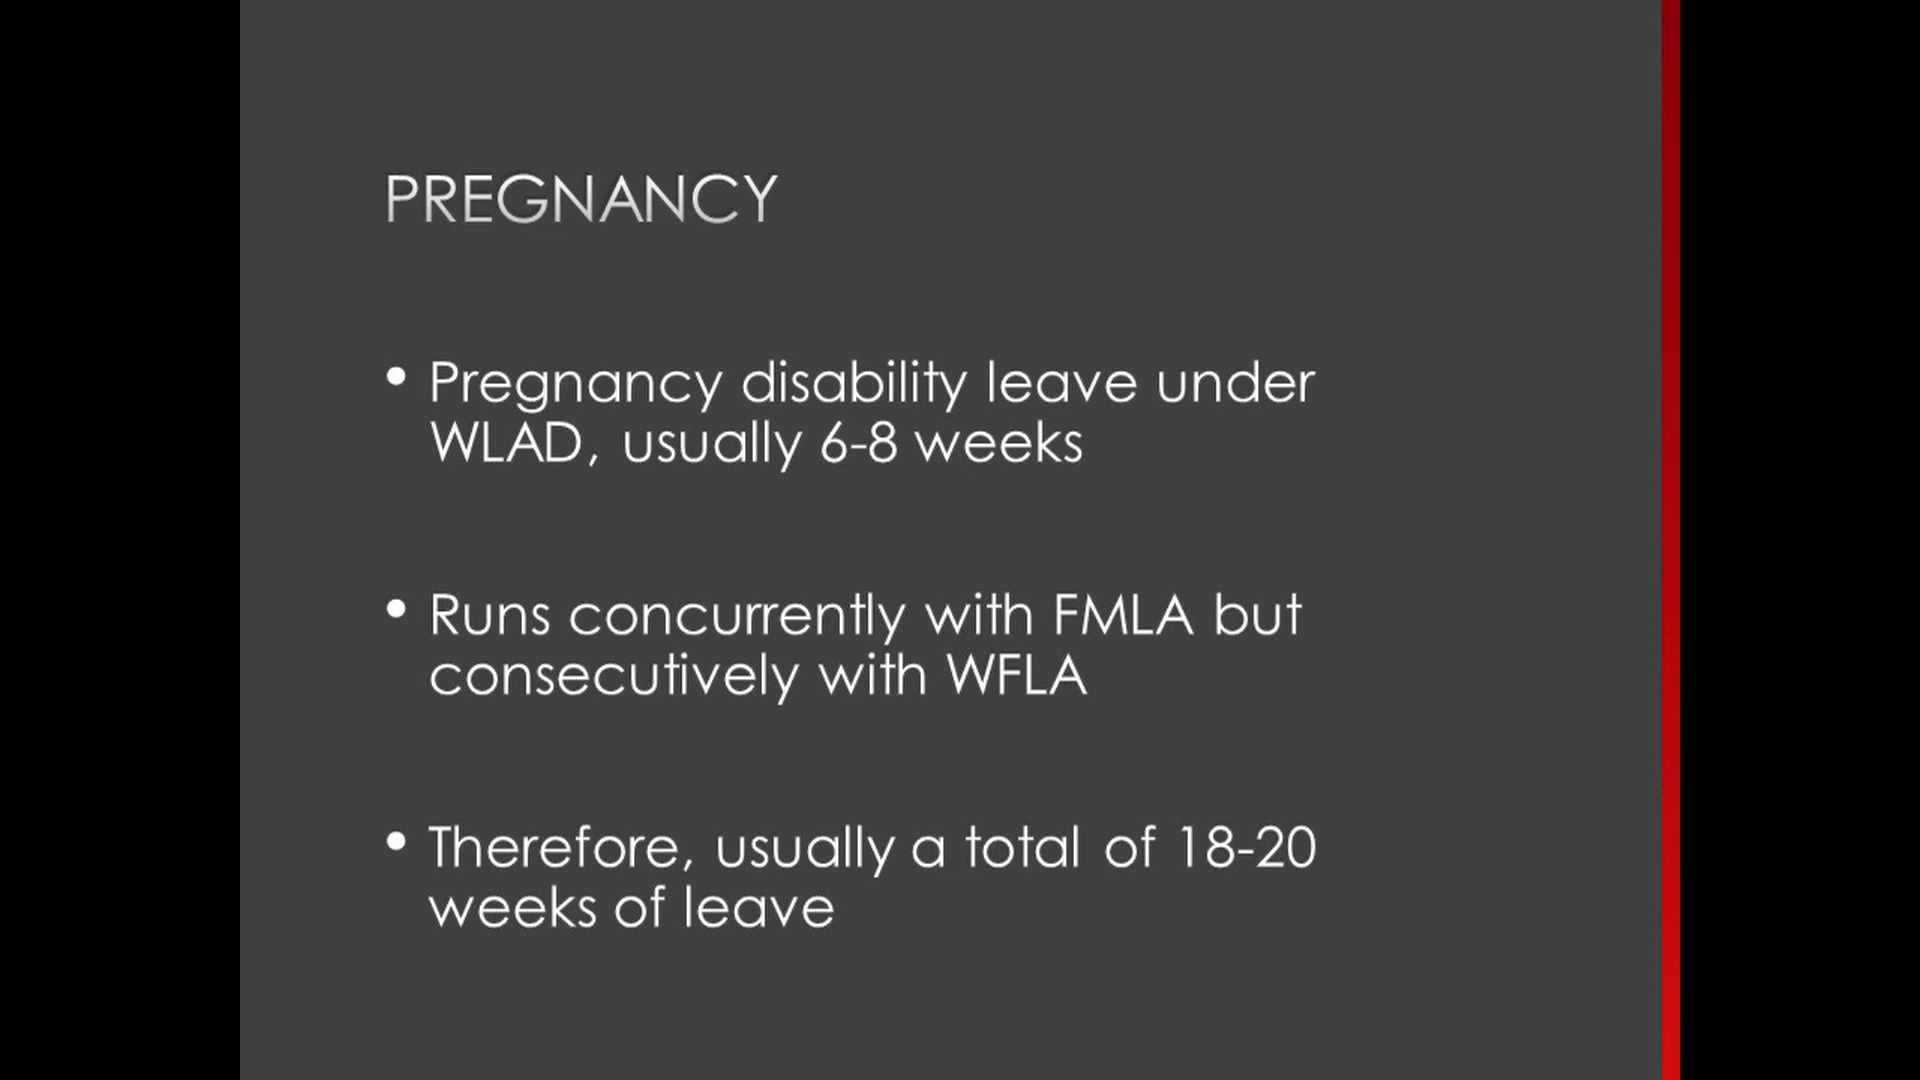 PREGNANCY
• Pregnancy disability leave under
WLAD, usually 6-8 weeks
• Runs concurrently with FMLA but
consecutively with WFLA
• Therefore, usually a total of 18-20
weeks of leave